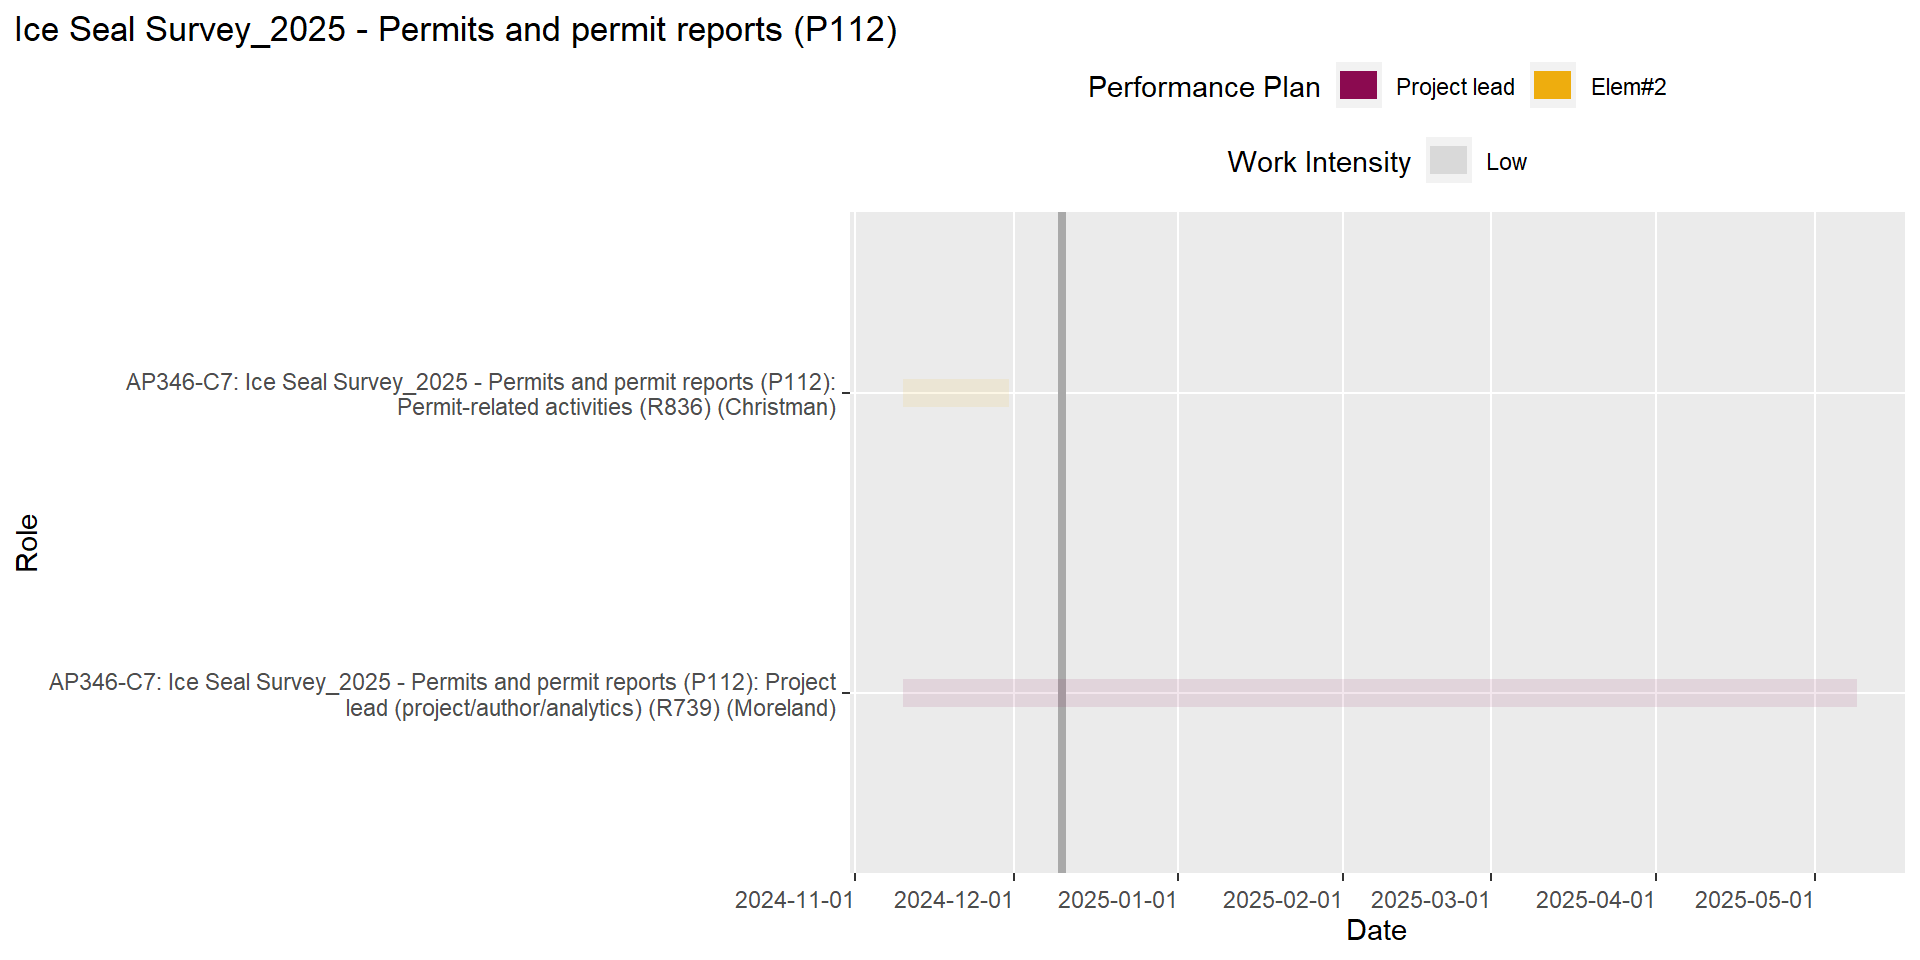 Ice Seal Survey_2025 - Permits and permit reports (P112)
Performance Plan Project lead Elem#2
Work Intensity Low
AP346-C7: Ice Seal Survey_2025 - Permits and permit reports (P112):
Permit-related activities (R836) (Christman)
Role
AP346-C7: Ice Seal Survey_2025 - Permits and permit reports (P112): Project
lead (project/author/analytics) (R739) (Moreland)
2024-11-01 2024-12-01 2025-01-01 2025-02-01 2025-03-01 2025-04-01 2025-05-01
Date